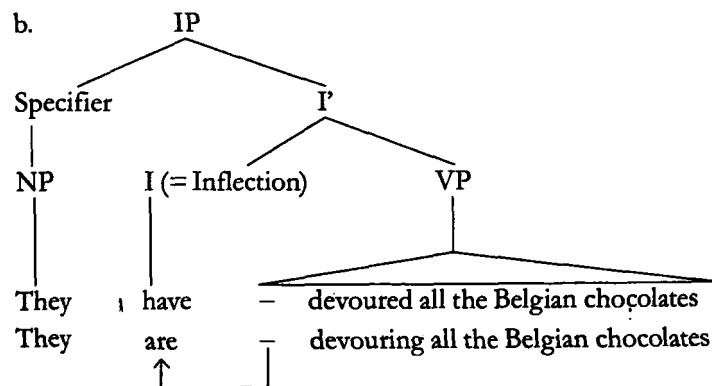 b. IP
Specifier I’
NP I (= Inflection) VP
They have – devoured all the Belgian chocolates
They are – devouring all the Belgian chocolates